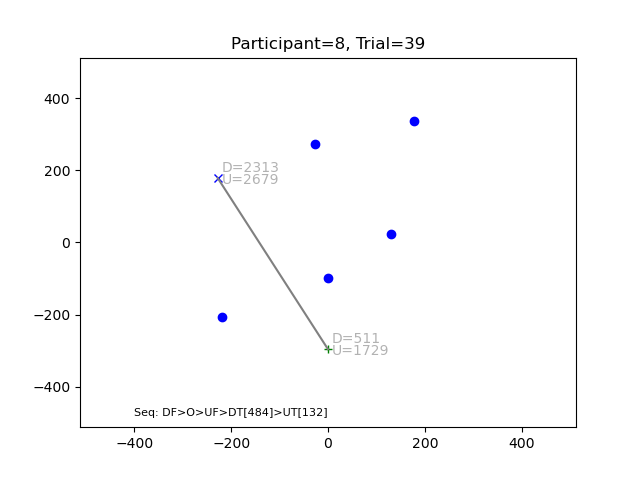 Participant=8, Trial=39
400
200
0
−200
−400
D=2313
U=2679
D=511
U=1729
Seq: DF>O>UF>DT[484]>UT[132]
−400 −200 0 200 400